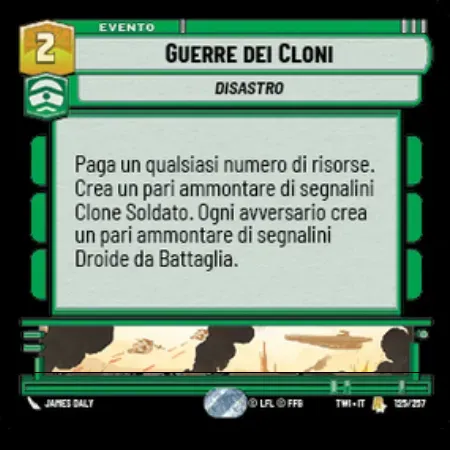 EVENTO
2
GUERRE DEI CLONI
DISASTRO
Paga un qualsiasi numero di risorse.
Crea un pari ammontare di segnalini
Clone Soldato. Ogni avversario crea
un pari ammontare di segnalini
Droide da Battaglia.
JAMES DALY
© LFL © FFG
TWI • IT
125/257